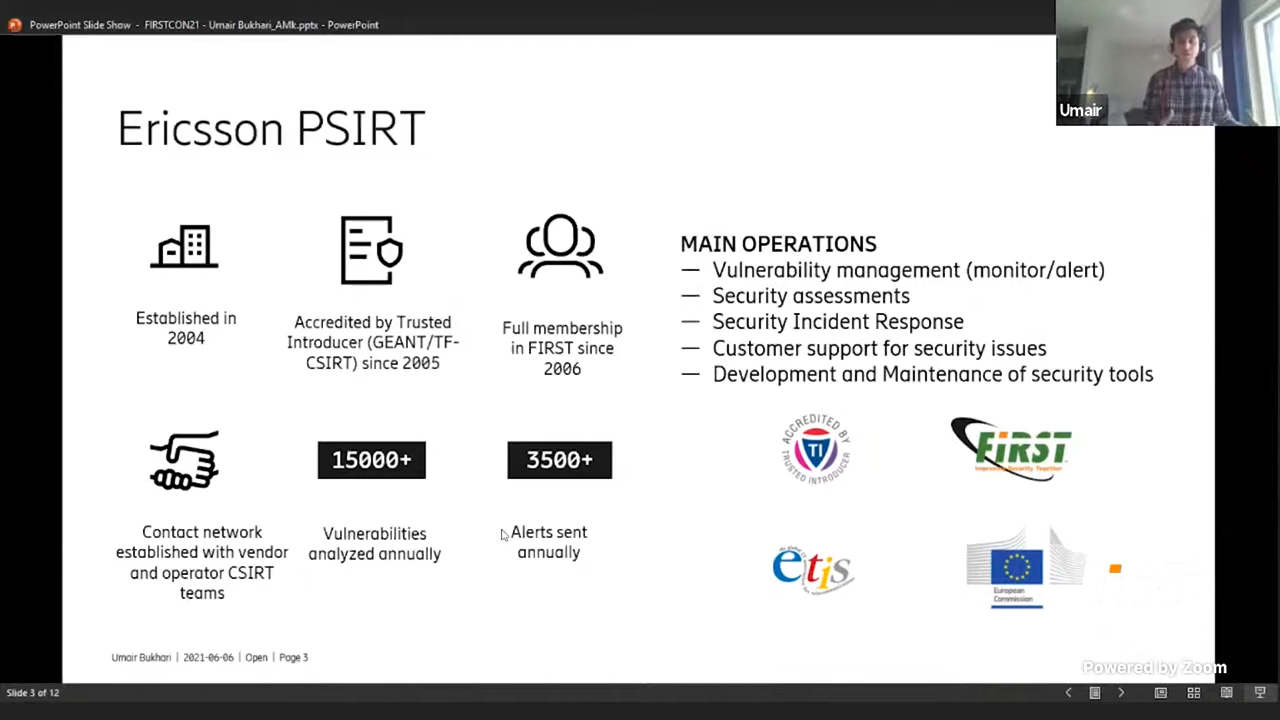 PowerPoint Slide Show - FIRSTCON21 - Umair Bukhari_AMk.pptx - PowerPoint
Umair
Ericsson PSIRT
Established in
2004
Accredited by Trusted
Introducer (GEANT/TF-
CSIRT) since 2005
Full membership
in FIRST since
2006
Contact network
established with vendor
and operator CSIRT
teams
15000+
Vulnerabilities
analyzed annually
3500+
Alerts sent
annually
MAIN OPERATIONS
— Vulnerability management (monitor/alert)
— Security assessments
— Security Incident Response
— Customer support for security issues
— Development and Maintenance of security tools
ACCREDITED BY
TI
TRUSTED INTRODUCER
FiRST
Improving Security Together
etis
European
Commission
Umair Bukhari | 2021-06-06 | Open | Page 3
Powered by Zoom
Slide 3 of 12